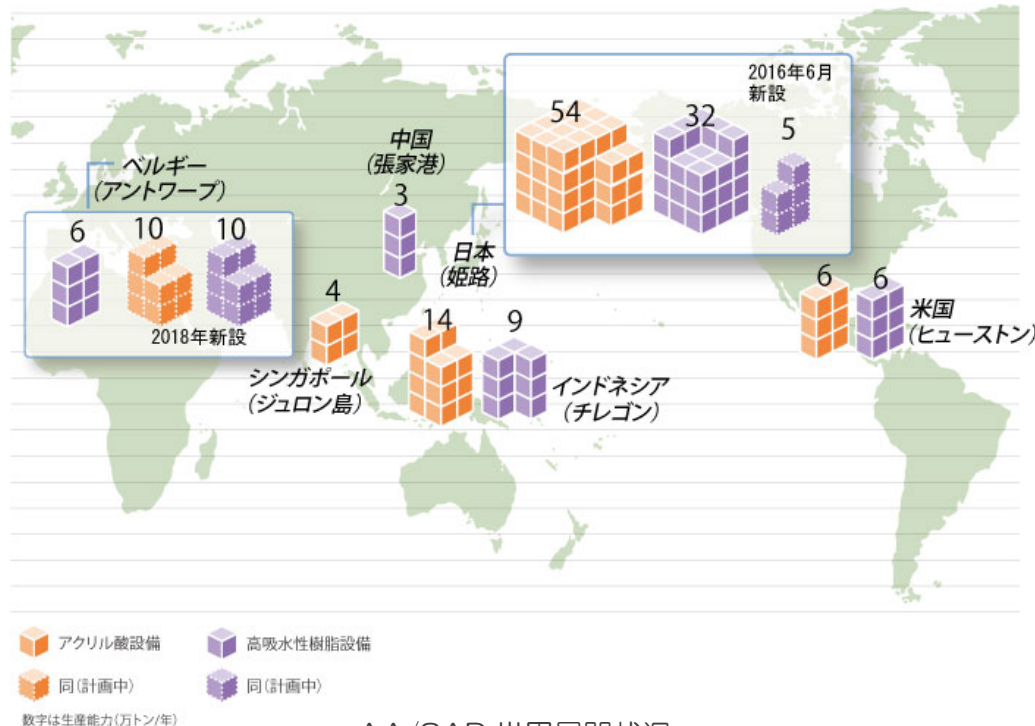 2016年6月
新設
54
32
5
中国
(張家港)
3
ベルギー
(アントワープ)
6
10
10
2018年新設
日本
(姫路)
4
シンガポール
(ジュロン島)
14
9
インドネシア
(チレゴン)
6
6
米国
(ヒューストン)
アクリル酸設備
高吸水性樹脂設備
同(計画中)
同(計画中)
数字は生産能力(万トン/年)